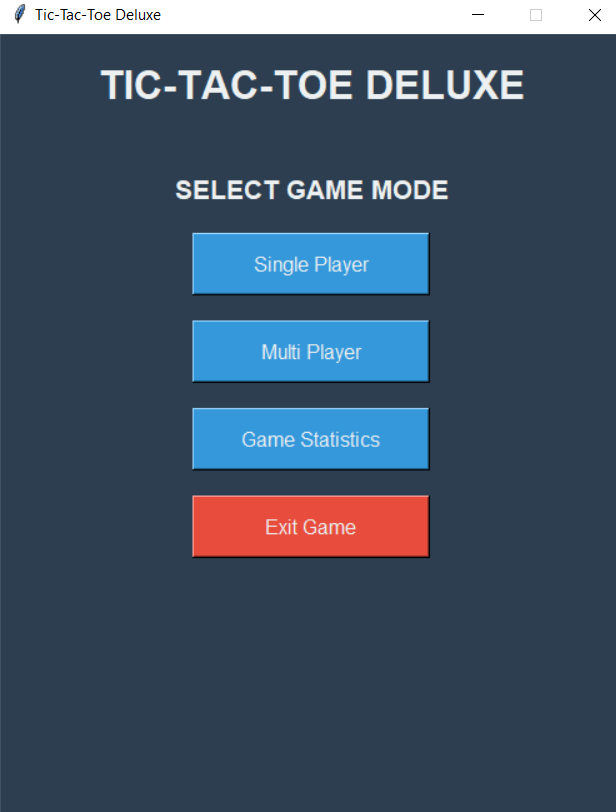 Tic-Tac-Toe Deluxe
TIC-TAC-TOE DELUXE
SELECT GAME MODE
Single Player
Multi Player
Game Statistics
Exit Game